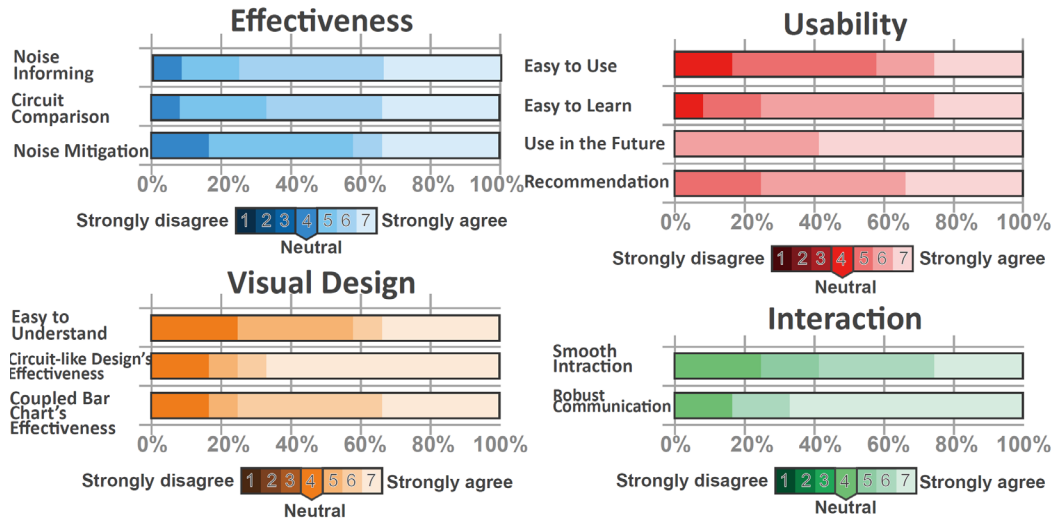 Effectiveness
Noise
Informing
Circuit
Comparison
Noise Mitigation
0% 20% 40% 60% 80% 100%
Strongly disagree 1 2 3 4 5 6 7 Strongly agree
Neutral
Usability
Easy to Use
Easy to Learn
Use in the Future
Recommendation
0% 20% 40% 60% 80% 100%
Strongly disagree 1 2 3 4 5 6 7 Strongly agree
Neutral
Visual Design
Easy to
Understand
Circuit-like Design's
Effectiveness
Coupled Bar
Chart's
Effectiveness
0% 20% 40% 60% 80% 100%
Strongly disagree 1 2 3 4 5 6 7 Strongly agree
Neutral
Interaction
Smooth
Intraction
Robust
Communication
0% 20% 40% 60% 80% 100%
Strongly disagree 1 2 3 4 5 6 7 Strongly agree
Neutral